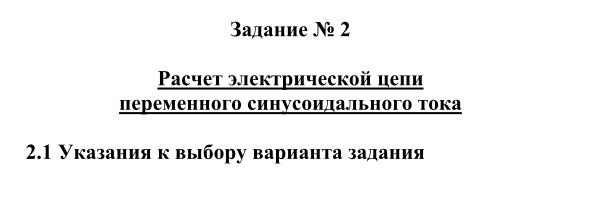 Задание № 2
Расчет электрической цепи
переменного синусоидального тока
2.1 Указания к выбору варианта задания